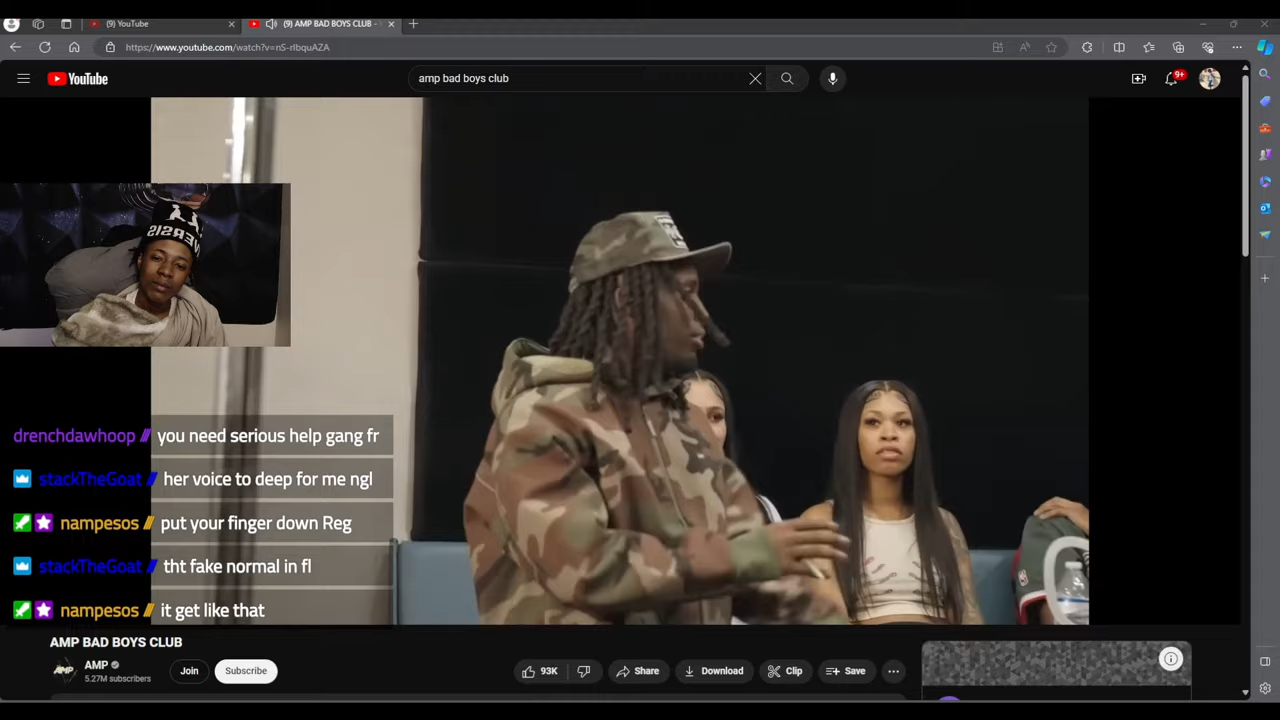 (9) YouTube
(9) AMP BAD BOYS CLUB -
https://www.youtube.com/watch?v=nS-rIbquAZA
YouTube
amp bad boys club
9+
drenchdawhoop // you need serious help gang fr
stackTheGoat // her voice to deep for me ngl
nampesos // put your finger down Reg
stackTheGoat // tht fake normal in fl
nampesos // it get like that
AMP BAD BOYS CLUB
AMP
5.27M subscribers
Join
Subscribe
93K
Share
Download
Clip
Save